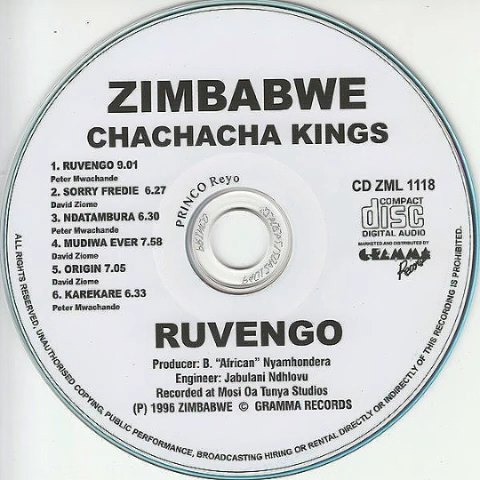 ZIMBABWE
CHACHACHA KINGS
1. RUVENGO 9.01
Peter Mwachande
2. SORRY FREDIE 6.27
David Ziome
3. NDATAMBURA 6.30
Peter Mwachande
4. MUDIWA EVER 7.58
David Ziome
5. ORIGIN 7.05
David Ziome
6. KAREKARE 6.33
Peter Mwachande
PRINCO Reyo
CD ZML 1118
COMPACT
disc
DIGITAL AUDIO
MARKETED AND DISTRIBUTED BY
GRAMMA
Records
RUVENGO
Producer: B. “African” Nyamhondera
Engineer: Jabulani Ndhlovu
Recorded at Mosi Oa Tunya Studios
(P) 1996 ZIMBABWE © GRAMMA RECORDS
ALL RIGHTS RESERVED, UNAUTHORISED COPYING, PUBLIC PERFORMANCE, BROADCASTING HIRING OR RENTAL DIRECTLY OR INDIRECTLY OF THIS RECORDING IS PROHIBITED.